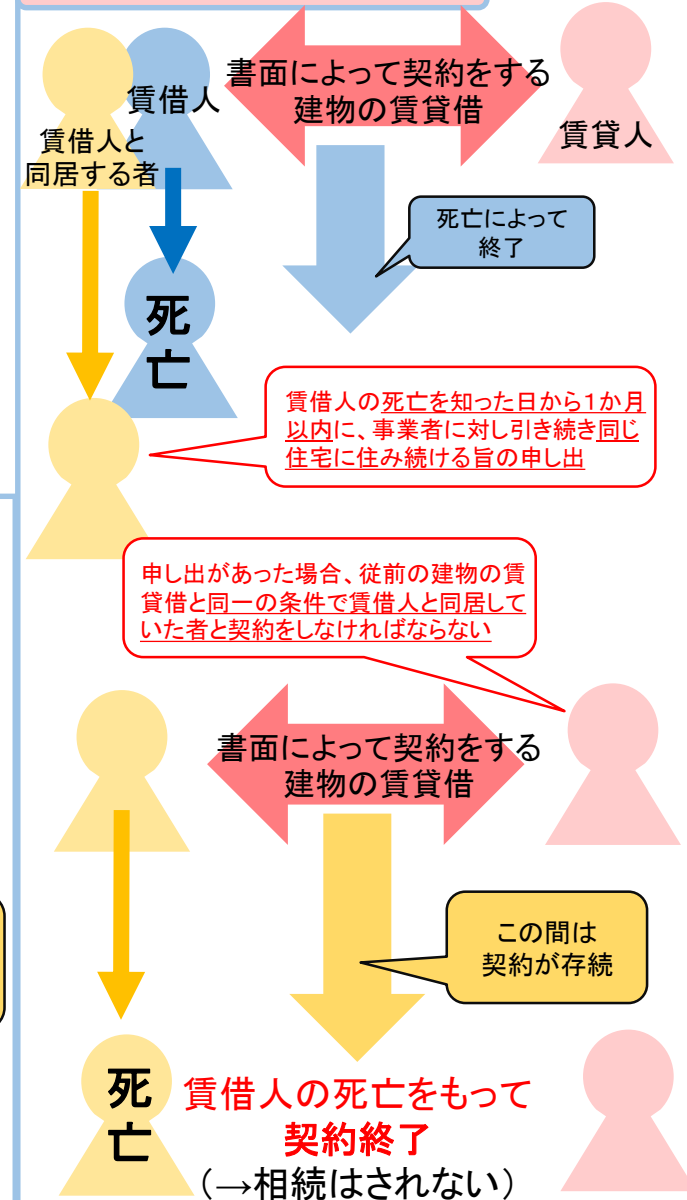 書面によって契約をする
建物の賃貸借
賃借人
賃借人と
同居する者
賃貸人
死亡によって
終了
死
亡
賃借人の死亡を知った日から1か月
以内に、事業者に対し引き続き同じ
住宅に住み続ける旨の申し出
申し出があった場合、従前の建物の賃
貸借と同一の条件で賃借人と同居して
いた者と契約をしなければならない
書面によって契約をする
建物の賃貸借
この間は
契約が存続
死
亡
賃借人の死亡をもって
契約終了
(→相続はされない)